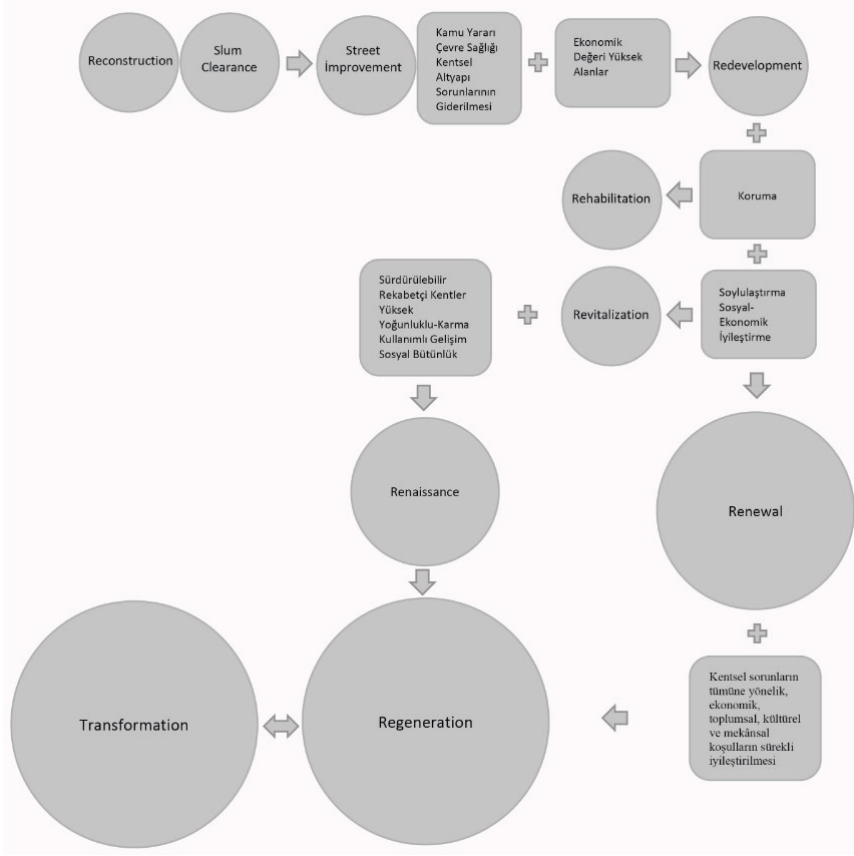 Reconstruction
Slum
Clearance
Street
İmprovement
Kamu Yararı
Çevre Sağlığı
Kentsel
Altyapı
Sorunlarının
Giderilmesi
Ekonomik
Değeri Yüksek
Alanlar
Redevelopment
Rehabilitation
Koruma
Sürdürülebilir
Rekabetçi Kentler
Yüksek
Yoğunluklu-Karma
Kullanımlı Gelişim
Sosyal Bütünlük
Revitalization
Soylulaştırma
Sosyal-
Ekonomik
İyileştirme
Renaissance
Renewal
Transformation
Regeneration
Kentsel sorunların
tümüne yönelik,
ekonomik,
toplumsal, kültürel
ve mekânsal
koşulların sürekli
iyileştirilmesi